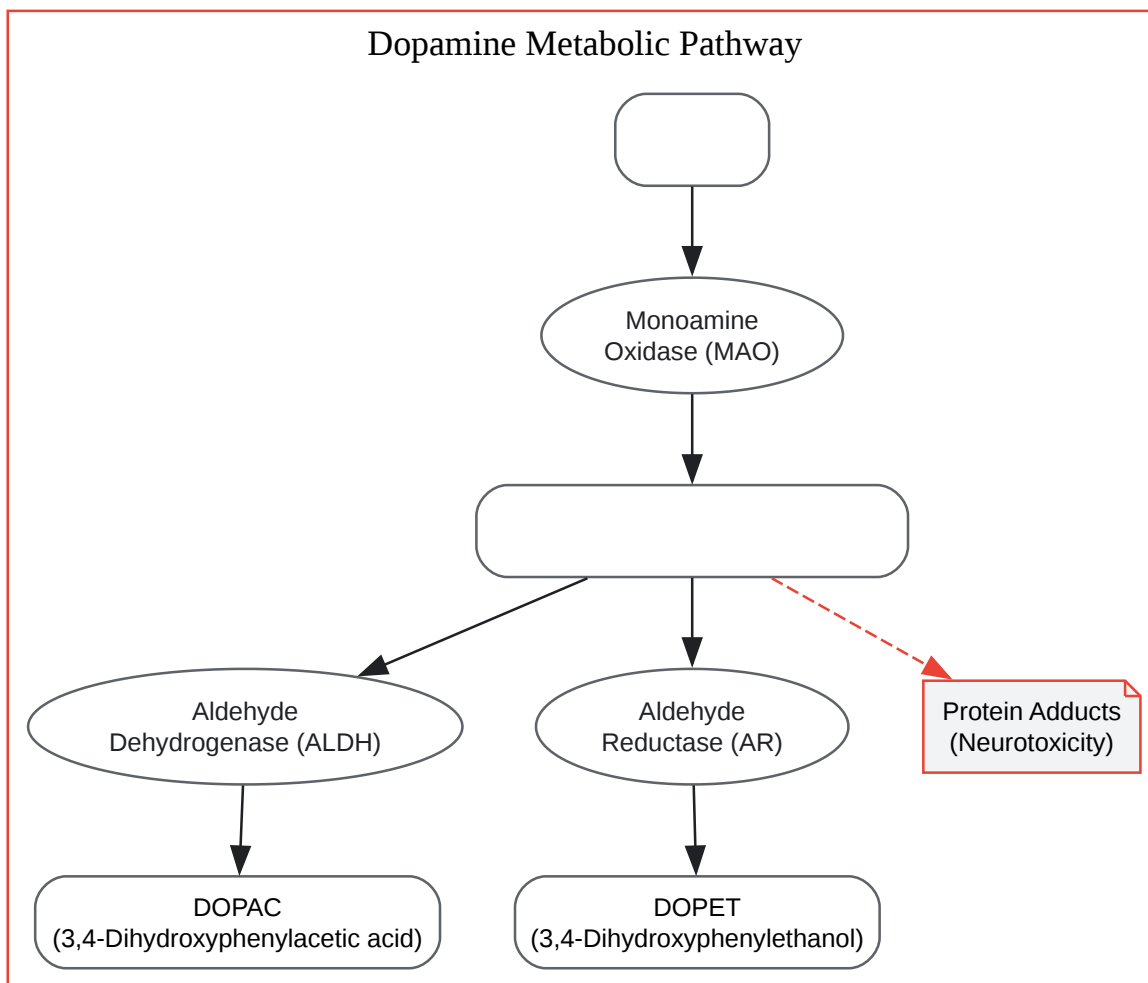 Dopamine Metabolic Pathway
Monoamine
Oxidase (MAO)
Aldehyde
Dehydrogenase (ALDH)
Aldehyde
Reductase (AR)
Protein Adducts
(Neurotoxicity)
DOPAC
(3,4-Dihydroxyphenylacetic acid)
DOPET
(3,4-Dihydroxyphenylethanol)